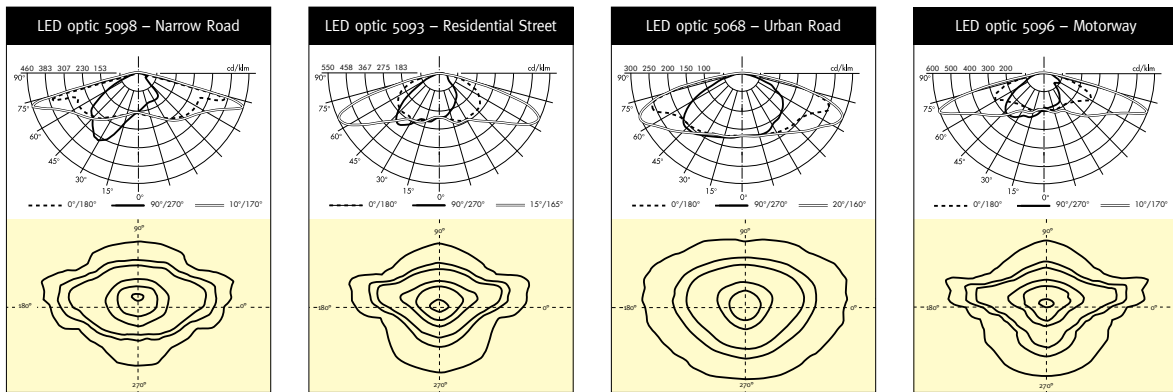 LED optic 5098 – Narrow Road
460 383 307 230 153
cd/klm
90°
75°
60°
45°
30°
15°
0°
0°/180° 90°/270° 10°/170°
90°
180° 0°
270°
LED optic 5093 – Residential Street
550 458 367 275 183
cd/klm
90°
75°
60°
45°
30°
15°
0°
0°/180° 90°/270° 15°/165°
90°
180° 0°
270°
LED optic 5068 – Urban Road
300 250 200 150 100
cd/klm
90°
75°
60°
45°
30°
15°
0°
0°/180° 90°/270° 20°/160°
90°
180° 0°
270°
LED optic 5096 – Motorway
600 500 400 300 200
cd/klm
90°
75°
60°
45°
30°
15°
0°
0°/180° 90°/270° 10°/170°
90°
180° 0°
270°